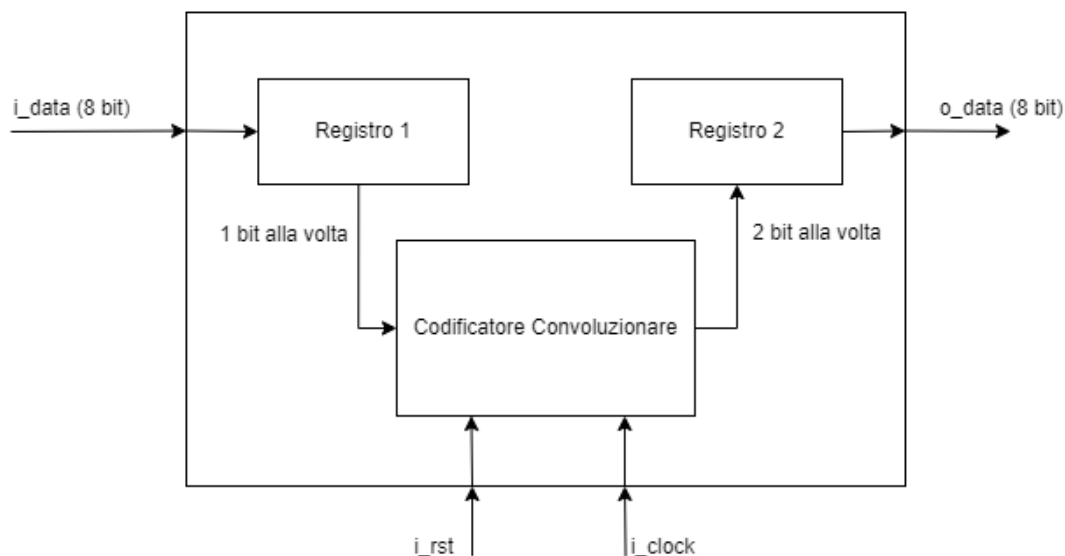 i_data (8 bit)
Registro 1
Registro 2
o_data (8 bit)
1 bit alla volta
2 bit alla volta
Codificatore Convoluzionare
i_rst
i_clock